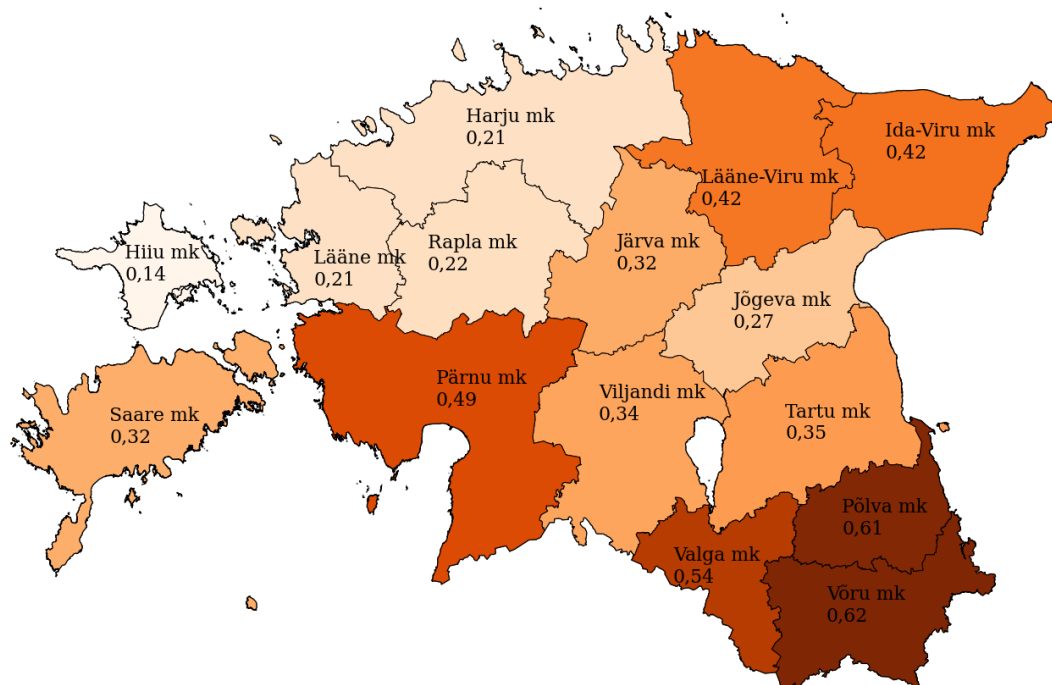 Harju mk
0,21
Ida-Viru mk
0,42
Lääne-Viru mk
0,42
Hiiu mk
0,14
Lääne mk
0,21
Rapla mk
0,22
Järva mk
0,32
Jõgeva mk
0,27
Pärnu mk
0,49
Viljandi mk
0,34
Saare mk
0,32
Tartu mk
0,35
Põlva mk
0,61
Valga mk
0,54
Võru mk
0,62